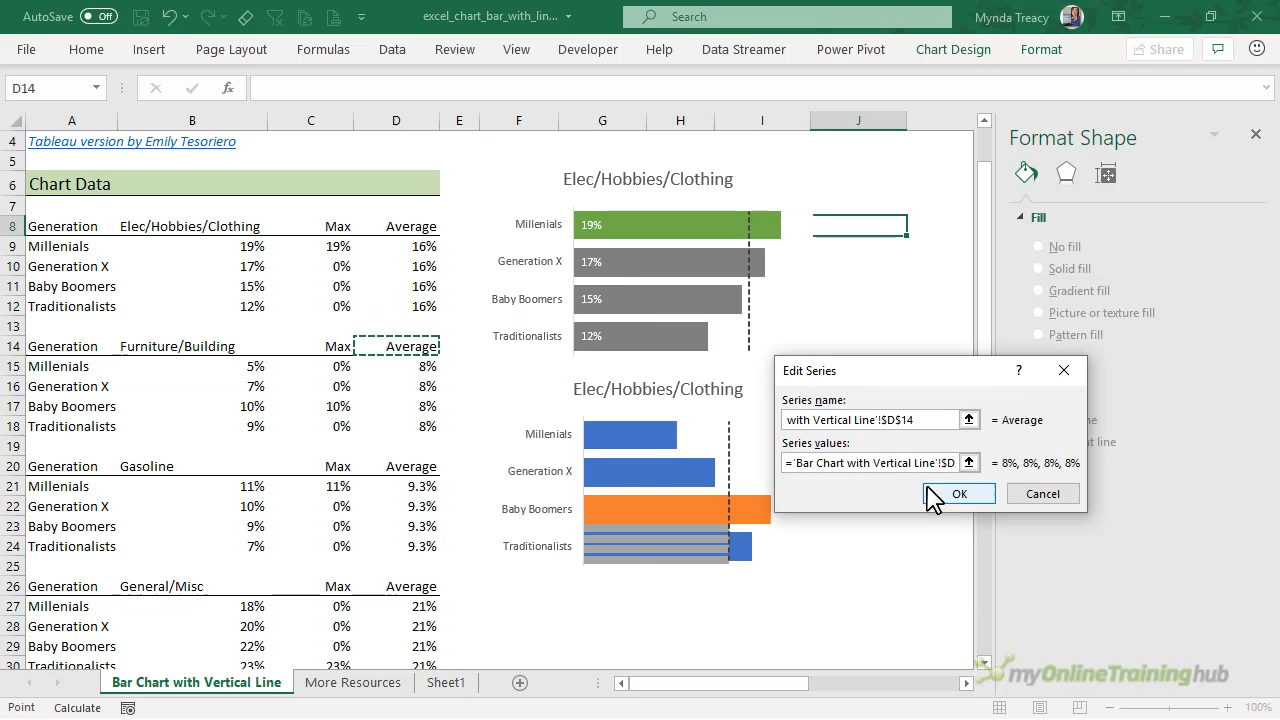 AutoSave Off excel_chart_bar_with_lin... Search Mynda Treacy
File Home Insert Page Layout Formulas Data Review View Developer Help Data Streamer Power Pivot Chart Design Format Share
D14 fx
A B C D E F G H I J
4 Tableau version by Emily Tesoriero
5
6 Chart Data
7
8 Generation Elec/Hobbies/Clothing Max Average
9 Millenials 19% 19% 16%
10 Generation X 17% 0% 16%
11 Baby Boomers 15% 0% 16%
12 Traditionalists 12% 0% 16%
13
14 Generation Furniture/Building Max Average
15 Millenials 5% 0% 8%
16 Generation X 7% 0% 8%
17 Baby Boomers 10% 10% 8%
18 Traditionalists 9% 0% 8%
19
20 Generation Gasoline Max Average
21 Millenials 11% 11% 9.3%
22 Generation X 10% 0% 9.3%
23 Baby Boomers 9% 0% 9.3%
24 Traditionalists 7% 0% 9.3%
25
26 Generation General/Misc Max Average
27 Millenials 18% 0% 21%
28 Generation X 20% 0% 21%
29 Baby Boomers 22% 0% 21%
30 Traditionalists 23% 23% 21%
Elec/Hobbies/Clothing
Millenials 19%
Generation X 17%
Baby Boomers 15%
Traditionalists 12%
Elec/Hobbies/Clothing
Millenials
Generation X
Baby Boomers
Traditionalists
Edit Series ?
Series name:
with Vertical Line'!$D$14 = Average
Series values:
='Bar Chart with Vertical Line'!$D = 8%, 8%, 8%, 8%
OK Cancel
Format Shape
Fill
No fill
Solid fill
Gradient fill
Picture or texture fill
Pattern fill
ne
nt line
myOnlineTraininghub
Bar Chart with Vertical Line More Resources Sheet1
Point Calculate 100%